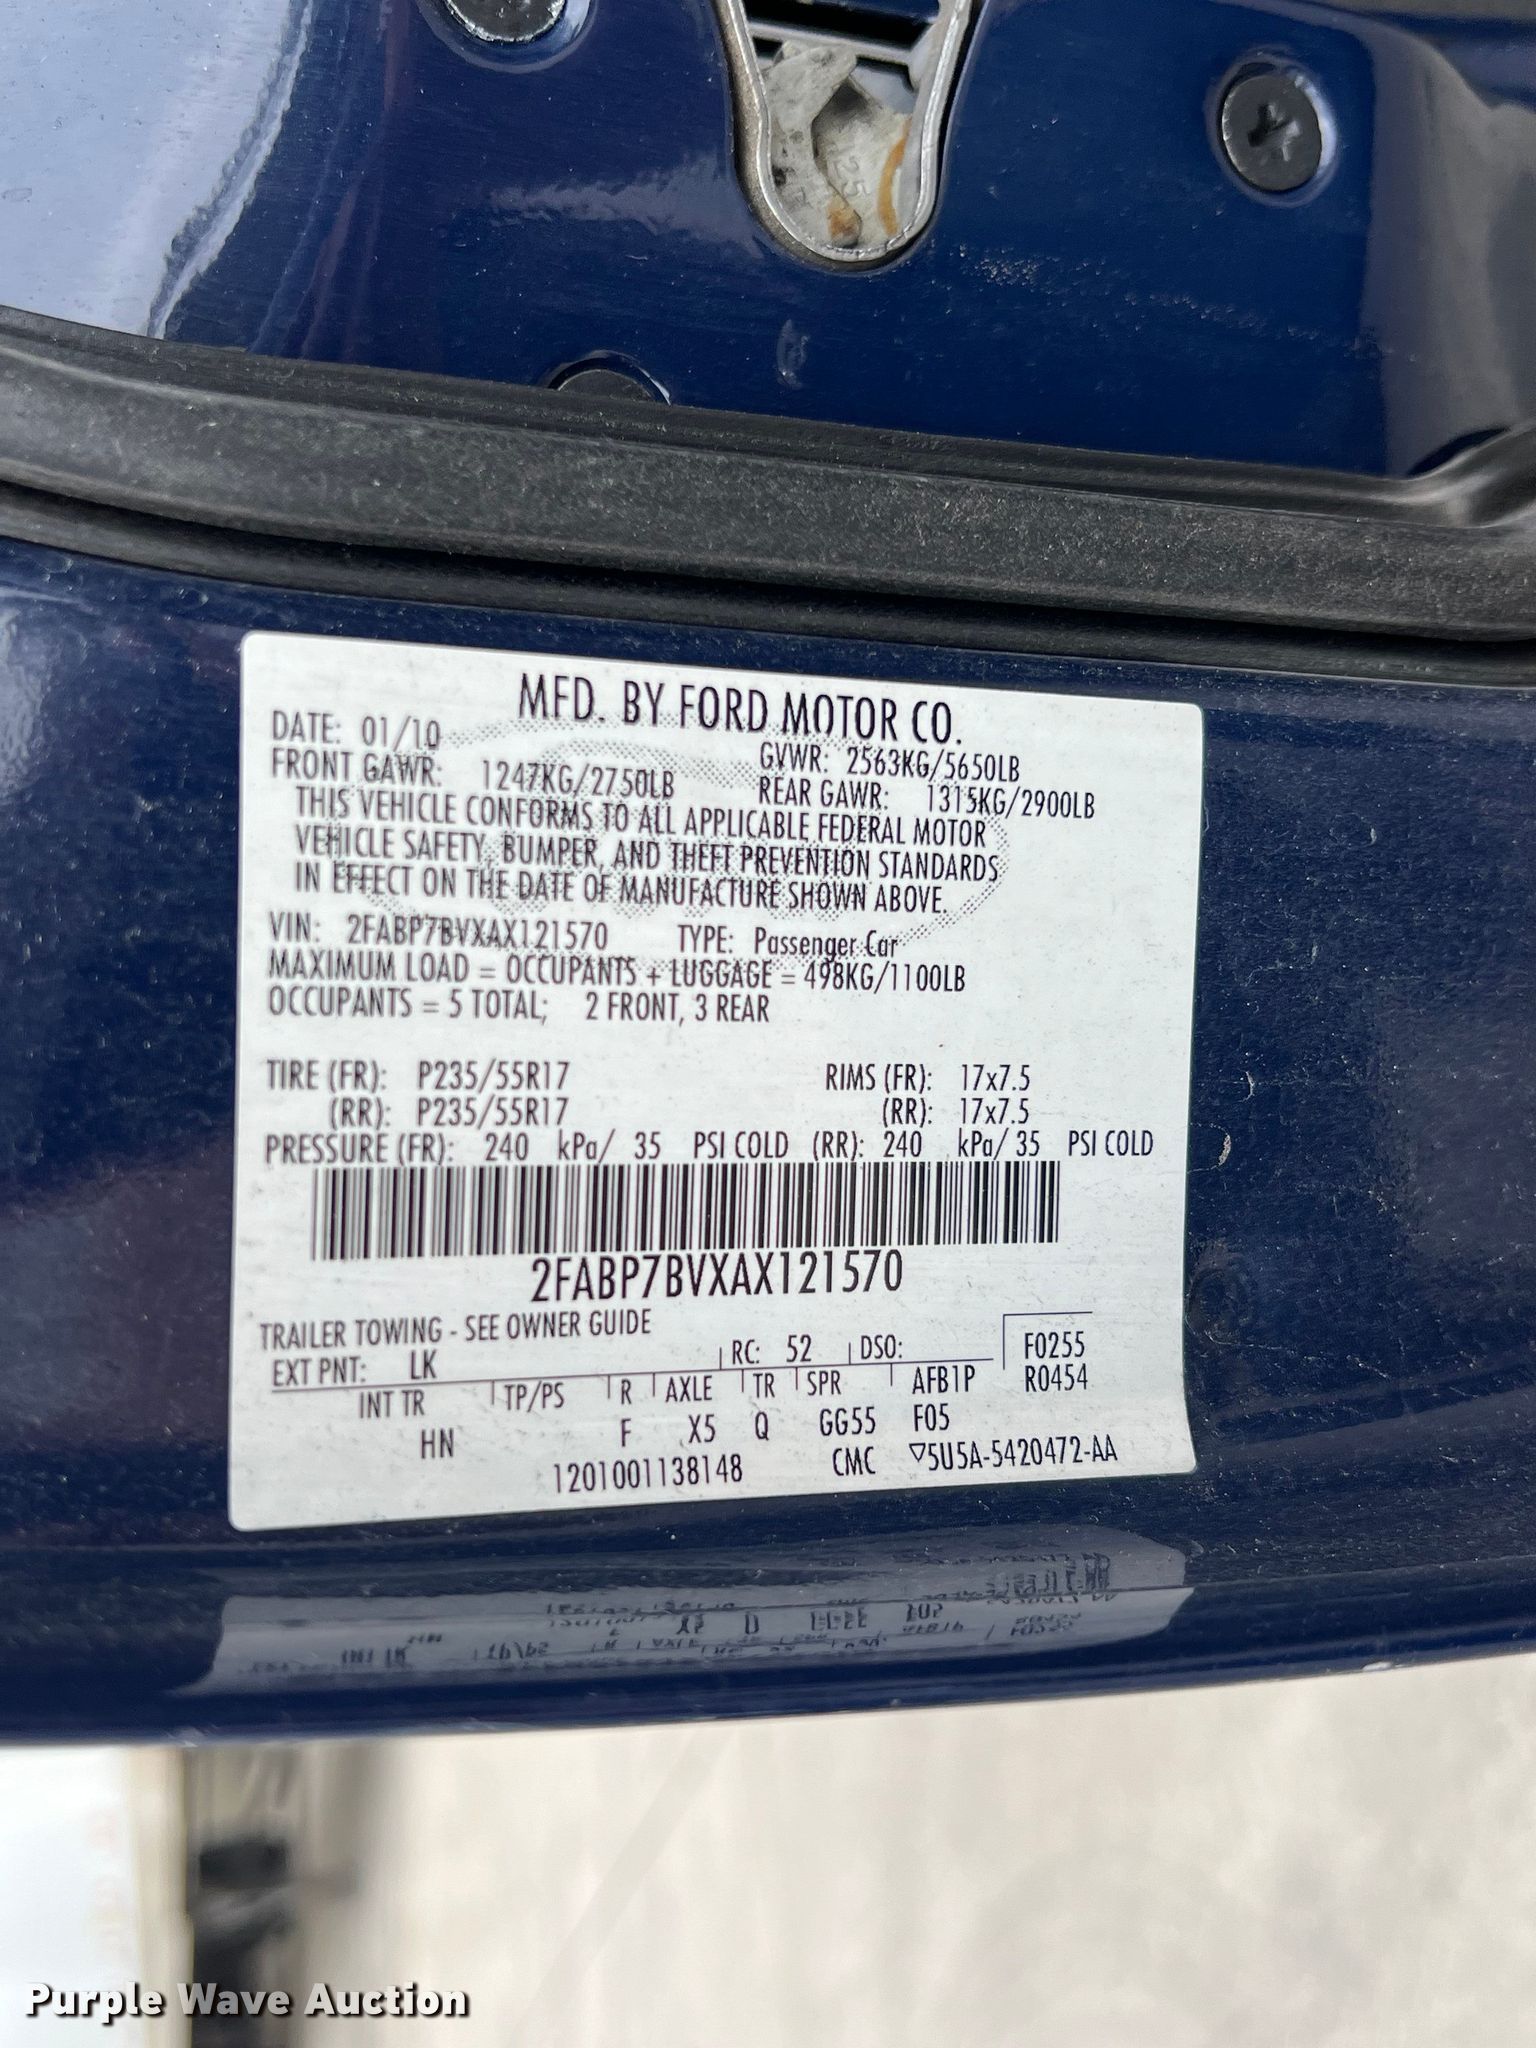 25
MFD. BY FORD MOTOR CO.
DATE: 01/10
GVWR: 2563KG/5650LB
FRONT GAWR: 1247KG/2750LB
REAR GAWR: 1315KG/2900LB
THIS VEHICLE CONFORMS TO ALL APPLICABLE FEDERAL MOTOR
VEHICLE SAFETY, BUMPER, AND THEFT PREVENTION STANDARDS
IN EFFECT ON THE DATE OF MANUFACTURE SHOWN ABOVE.
VIN: 2FABP7BVXAX121570 TYPE: Passenger Car
MAXIMUM LOAD = OCCUPANTS + LUGGAGE = 498KG/1100LB
OCCUPANTS = 5 TOTAL; 2 FRONT, 3 REAR
TIRE (FR): P235/55R17 RIMS (FR): 17x7.5
(RR): P235/55R17 (RR): 17x7.5
PRESSURE (FR): 240 kPa/ 35 PSI COLD (RR): 240 kPa/ 35 PSI COLD
2FABP7BVXAX121570
TRAILER TOWING - SEE OWNER GUIDE
EXT PNT: LK RC: 52 DSO: F0255
INT TR TP/PS R AXLE TR SPR AFB1P R0454
HN F X5 Q GG55 F05
1201001138148 CMC ▽5U5A-5420472-AA
Purple Wave Auction